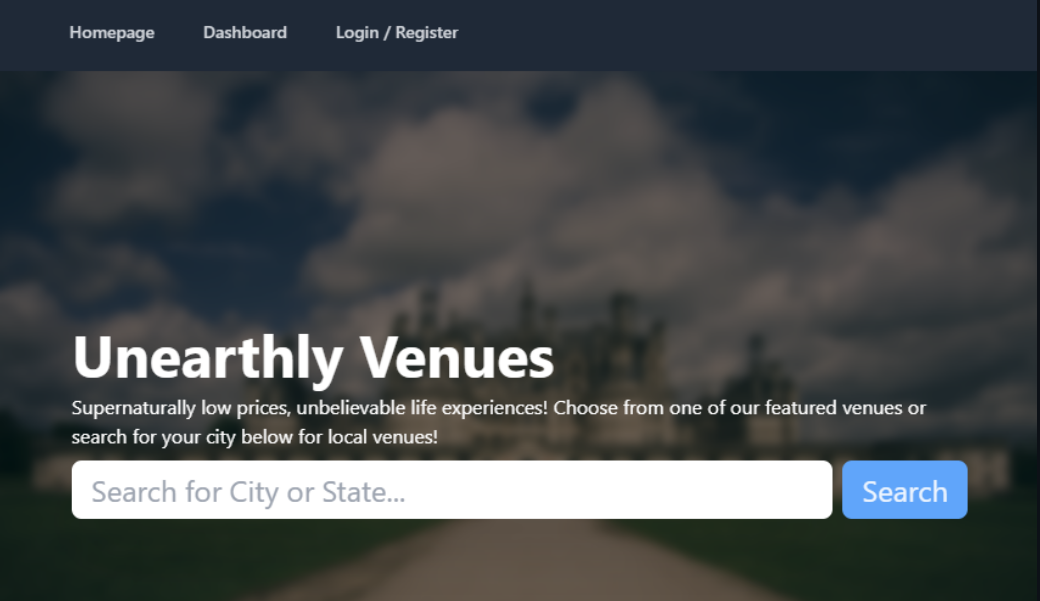 Homepage Dashboard Login / Register
Unearthly Venues
Supernaturally low prices, unbelievable life experiences! Choose from one of our featured venues or
search for your city below for local venues!
Search for City or State... Search